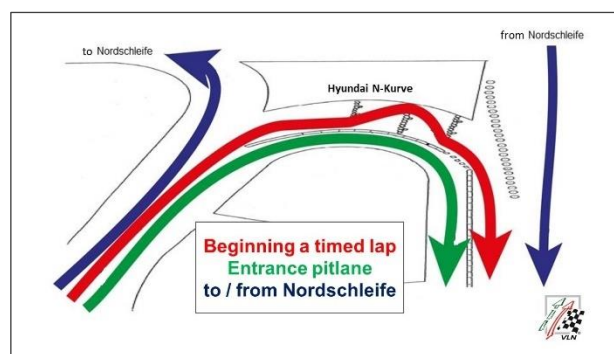 to Nordschleife
from Nordschleife
Hyundai N-Kurve
Beginning a timed lap
Entrance pitlane
to / from Nordschleife
VLN